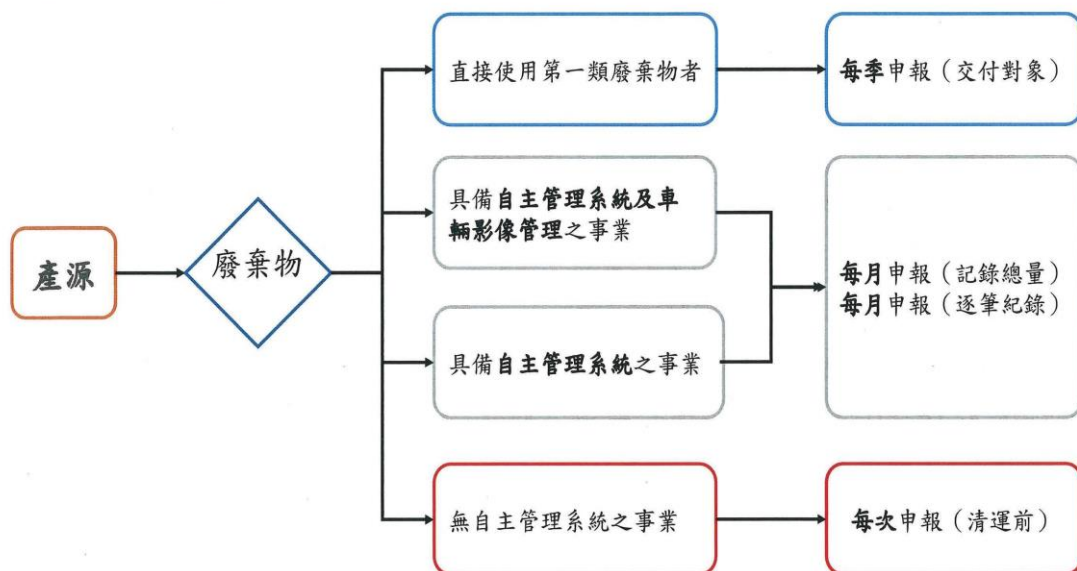 產源
廢棄物
直接使用第一類廢棄物者
每季申報（交付對象）
具備自主管理系統及車
輛影像管理之事業
具備自主管理系統之事業
每月申報（記錄總量）
每月申報（逐筆紀錄）
無自主管理系統之事業
每次申報（清運前）